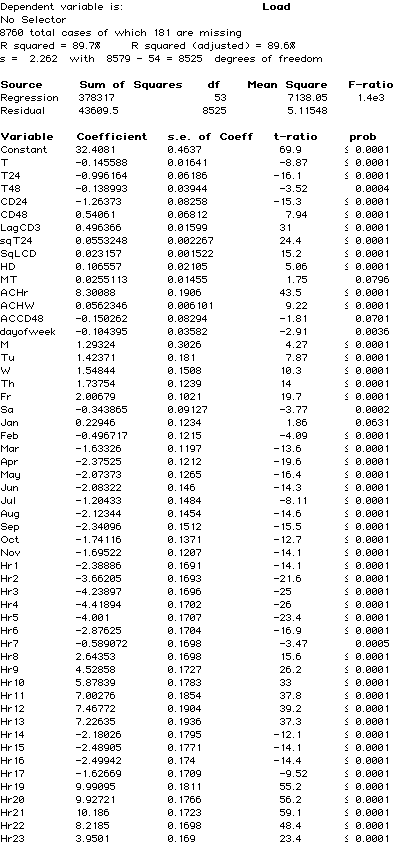 Dependent variable is: Load
No Selector
8760 total cases of which 181 are missing
R squared = 89.7% R squared (adjusted) = 89.6%
s = 2.262 with 8579 - 54 = 8525 degrees of freedom
Source Sum of Squares df Mean Square F-ratio
Regression 378317 53 7138.05 1.4e3
Residual 43609.5 8525 5.11548
Variable Coefficient s.e. of Coeff t-ratio prob
Constant 32.4081 0.4637 69.9 ≤ 0.0001
T -0.145588 0.01641 -8.87 ≤ 0.0001
T24 -0.996164 0.06186 -16.1 ≤ 0.0001
T48 -0.138993 0.03944 -3.52 0.0004
CD24 -1.26373 0.08258 -15.3 ≤ 0.0001
CD48 0.54061 0.06812 7.94 ≤ 0.0001
LagCD3 0.496366 0.01599 31 ≤ 0.0001
sqT24 0.0553248 0.002267 24.4 ≤ 0.0001
SqLCD 0.023157 0.001522 15.2 ≤ 0.0001
HD 0.106557 0.02105 5.06 ≤ 0.0001
MT 0.0255113 0.01455 1.75 0.0796
ACHr 8.30088 0.1906 43.5 ≤ 0.0001
ACHW 0.0562346 0.006101 9.22 ≤ 0.0001
ACCD48 -0.150262 0.08294 -1.81 0.0701
dayofweek -0.104395 0.03582 -2.91 0.0036
M 1.29324 0.3026 4.27 ≤ 0.0001
Tu 1.42371 0.181 7.87 ≤ 0.0001
W 1.54844 0.1508 10.3 ≤ 0.0001
Th 1.73754 0.1239 14 ≤ 0.0001
Fr 2.00679 0.1021 19.7 ≤ 0.0001
Sa -0.343865 0.09127 -3.77 0.0002
Jan 0.22946 0.1234 1.86 0.0631
Feb -0.496717 0.1215 -4.09 ≤ 0.0001
Mar -1.63326 0.1197 -13.6 ≤ 0.0001
Apr -2.37525 0.1212 -19.6 ≤ 0.0001
May -2.07373 0.1265 -16.4 ≤ 0.0001
Jun -2.08322 0.146 -14.3 ≤ 0.0001
Jul -1.20433 0.1484 -8.11 ≤ 0.0001
Aug -2.12344 0.1454 -14.6 ≤ 0.0001
Sep -2.34096 0.1512 -15.5 ≤ 0.0001
Oct -1.74116 0.1371 -12.7 ≤ 0.0001
Nov -1.69522 0.1207 -14.1 ≤ 0.0001
Hr1 -2.38886 0.1691 -14.1 ≤ 0.0001
Hr2 -3.66205 0.1693 -21.6 ≤ 0.0001
Hr3 -4.23897 0.1696 -25 ≤ 0.0001
Hr4 -4.41894 0.1702 -26 ≤ 0.0001
Hr5 -4.001 0.1707 -23.4 ≤ 0.0001
Hr6 -2.87625 0.1704 -16.9 ≤ 0.0001
Hr7 -0.589072 0.1698 -3.47 0.0005
Hr8 2.64353 0.1698 15.6 ≤ 0.0001
Hr9 4.52858 0.1727 26.2 ≤ 0.0001
Hr10 5.87839 0.1783 33 ≤ 0.0001
Hr11 7.00276 0.1854 37.8 ≤ 0.0001
Hr12 7.46772 0.1904 39.2 ≤ 0.0001
Hr13 7.22635 0.1936 37.3 ≤ 0.0001
Hr14 -2.18026 0.1795 -12.1 ≤ 0.0001
Hr15 -2.48905 0.1771 -14.1 ≤ 0.0001
Hr16 -2.49942 0.174 -14.4 ≤ 0.0001
Hr17 -1.62669 0.1709 -9.52 ≤ 0.0001
Hr19 9.99095 0.1811 55.2 ≤ 0.0001
Hr20 9.92721 0.1766 56.2 ≤ 0.0001
Hr21 10.186 0.1723 59.1 ≤ 0.0001
Hr22 8.2185 0.1698 48.4 ≤ 0.0001
Hr23 3.9501 0.169 23.4 ≤ 0.0001